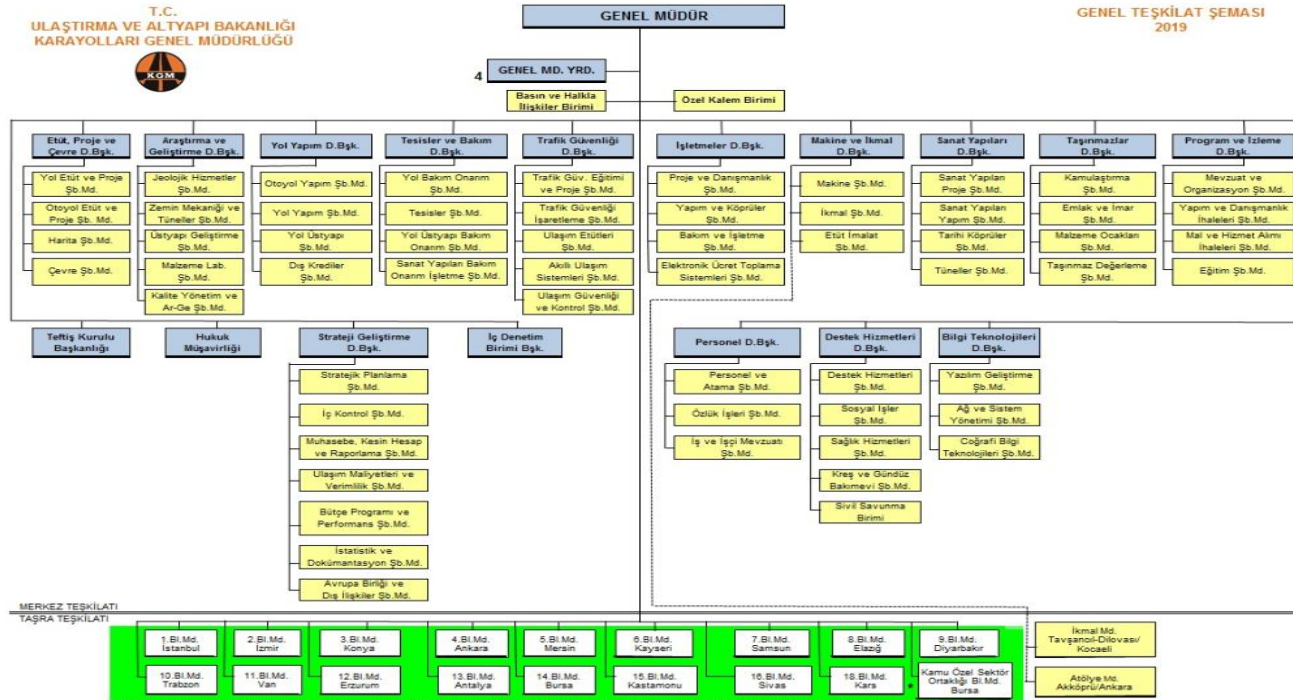 T.C.
ULAŞTIRMA VE ALTYAPI BAKANLIĞI
KARAYOLLARI GENEL MÜDÜRLÜĞÜ
KGM
GENEL MÜDÜR
GENEL TEŞKİLAT ŞEMASI
2019
4
GENEL MD. YRD.
Basın ve Halkla
İlişkiler Birimi
Özel Kalem Birimi
Etüt, Proje ve
Çevre D.Bşk.
Yol Etüt ve Proje
Şb.Md.
Otoyol Etüt ve
Proje Şb. Md.
Harita Şb.Md.
Çevre Şb.Md.
Araştırma ve
Geliştirme D.Bşk.
Jeolojik Hizmetler
Şb.Md.
Zemin Mekaniği ve
Tüneller Şb.Md.
Üstyapı Geliştirme
Şb.Md.
Malzeme Lab.
Şb.Md.
Kalite Yönetim ve
Ar-Ge Şb.Md.
Yol Yapım D.Bşk.
Otoyol Yapım Şb.Md.
Yol Yapım Şb.Md.
Yol Üstyapı
Şb.Md.
Dış Krediler
Şb.Md.
Tesisler ve Bakım
D.Bşk.
Yol Bakım Onarım
Şb.Md.
Tesisler Şb.Md.
Yol Üstyapı Bakım
Onarım Şb.Md.
Sanat Yapıları Bakım
Onarım İşletme Şb.Md.
Trafik Güvenliği
D.Bşk.
Trafik Güv. Eğitimi
ve Proje Şb.Md.
Trafik Güvenliği
İşaretleme Şb.Md.
Ulaşım Etütleri
Şb.Md.
Akıllı Ulaşım
Sistemleri Şb.Md.
Ulaşım Güvenliği
ve Kontrol Şb.Md.
İşletmeler D.Bşk.
Proje ve Danışmanlık
Şb.Md.
Yapım ve Köprüler
Şb.Md.
Bakım ve İşletme
Şb.Md.
Elektronik Ücret Toplama
Sistemleri Şb.Md.
Makine ve İkmal
D.Bşk.
Makine Şb.Md.
İkmal Şb.Md.
Etüt İmalat
Şb.Md.
Sanat Yapıları
D.Bşk.
Sanat Yapıları
Proje Şb.Md.
Sanat Yapıları
Yapım Şb.Md.
Tarihi Köprüler
Şb.Md.
Tüneller Şb.Md.
Taşınmazlar
D.Bşk.
Kamulaştırma
Şb.Md.
Emlak ve İmar
Şb.Md.
Malzeme Ocakları
Şb.Md.
Taşınmaz Değerleme
Şb.Md.
Program ve İzleme
D.Bşk.
Mevzuat ve
Organizasyon Şb.Md.
Yapım ve Danışmanlık
İhaleleri Şb.Md.
Mal ve Hizmet Alımı
İhaleleri Şb.Md.
Eğitim Şb.Md.
Teftiş Kurulu
Başkanlığı
Hukuk
Müşavirliği
Strateji Geliştirme
D.Bşk.
Stratejik Planlama
Şb.Md.
İç Kontrol Şb.Md.
Muhasebe, Kesin Hesap
ve Raporlama Şb.Md.
Ulaşım Maliyetleri ve
Verimlilik Şb.Md.
Bütçe Programı ve
Performans Şb.Md.
İstatistik ve
Dokümantasyon Şb.Md.
Avrupa Birliği ve
Dış İlişkiler Şb.Md.
İç Denetim
Birimi Bşk.
Personel D.Bşk.
Personel ve
Atama Şb.Md.
Özlük İşleri Şb.Md.
İş ve İşçi Mevzuatı
Şb.Md.
Destek Hizmetleri
D.Bşk.
Destek Hizmetleri
Şb.Md.
Sosyal İşler
Şb.Md.
Sağlık Hizmetleri
Şb.Md.
Kreş ve Gündüz
Bakımevi Şb.Md.
Sivil Savunma
Birimi
Bilgi Teknolojileri
D.Bşk.
Yazılım Geliştirme
Şb.Md.
Ağ ve Sistem
Yönetimi Şb.Md.
Coğrafi Bilgi
Teknolojileri Şb.Md.
MERKEZ TEŞKİLATI
TAŞRA TEŞKİLATI
1.Bl.Md.
İstanbul
2.Bl.Md.
İzmir
3.Bl.Md.
Konya
4.Bl.Md.
Ankara
5.Bl.Md.
Mersin
6.Bl.Md.
Kayseri
7.Bl.Md.
Samsun
8.Bl.Md.
Elazığ
9.Bl.Md.
Diyarbakır
10.Bl.Md.
Trabzon
11.Bl.Md.
Van
12.Bl.Md.
Erzurum
13.Bl.Md.
Antalya
14.Bl.Md.
Bursa
15.Bl.Md.
Kastamonu
16.Bl.Md.
Sivas
18.Bl.Md.
Kars
*
Kamu Özel Sektör
Ortaklığı Bl.Md.
Bursa
İkmal Md.
Tavşancıl-Dilovası/
Kocaeli
Atölye Md.
Akköprü/Ankara